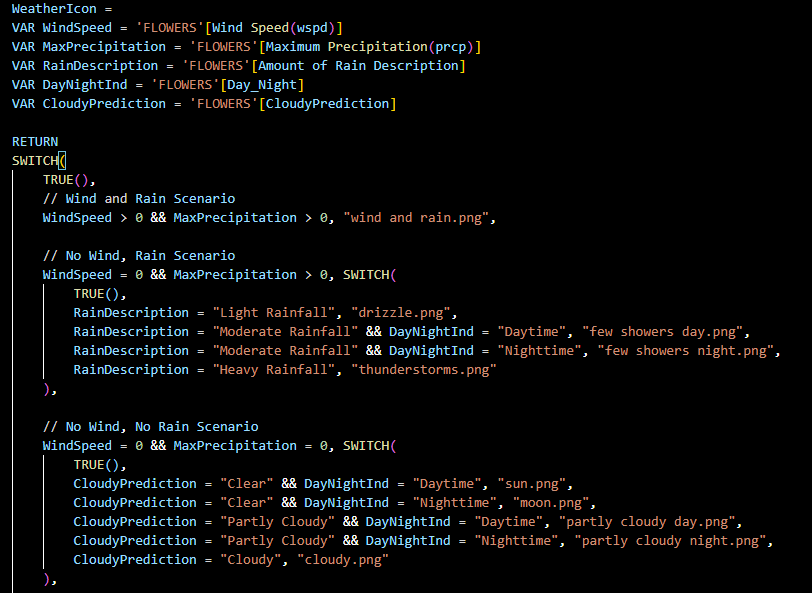 WeatherIcon =
VAR WindSpeed = 'FLOWERS'[Wind Speed(wspd)]
VAR MaxPrecipitation = 'FLOWERS'[Maximum Precipitation(prcp)]
VAR RainDescription = 'FLOWERS'[Amount of Rain Description]
VAR DayNightInd = 'FLOWERS'[Day_Night]
VAR CloudyPrediction = 'FLOWERS'[CloudyPrediction]

RETURN
SWITCH(
    TRUE(),
    // Wind and Rain Scenario
    WindSpeed > 0 && MaxPrecipitation > 0, "wind and rain.png",

    // No Wind, Rain Scenario
    WindSpeed = 0 && MaxPrecipitation > 0, SWITCH(
        TRUE(),
        RainDescription = "Light Rainfall", "drizzle.png",
        RainDescription = "Moderate Rainfall" && DayNightInd = "Daytime", "few showers day.png",
        RainDescription = "Moderate Rainfall" && DayNightInd = "Nighttime", "few showers night.png",
        RainDescription = "Heavy Rainfall", "thunderstorms.png"
    ),

    // No Wind, No Rain Scenario
    WindSpeed = 0 && MaxPrecipitation = 0, SWITCH(
        TRUE(),
        CloudyPrediction = "Clear" && DayNightInd = "Daytime", "sun.png",
        CloudyPrediction = "Clear" && DayNightInd = "Nighttime", "moon.png",
        CloudyPrediction = "Partly Cloudy" && DayNightInd = "Daytime", "partly cloudy day.png",
        CloudyPrediction = "Partly Cloudy" && DayNightInd = "Nighttime", "partly cloudy night.png",
        CloudyPrediction = "Cloudy", "cloudy.png"
    ),